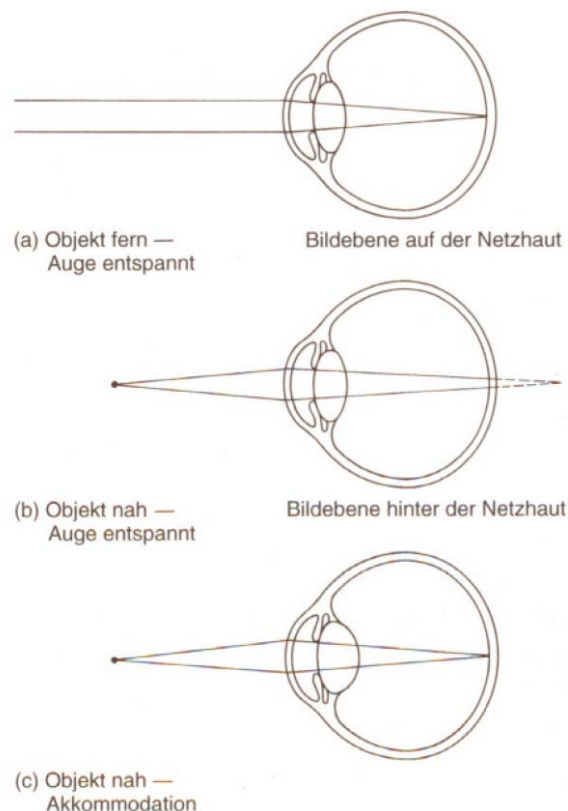 (a) Objekt fern —
Auge entspannt
Bildebene auf der Netzhaut
(b) Objekt nah —
Auge entspannt
Bildebene hinter der Netzhaut
(c) Objekt nah —
Akkommodation